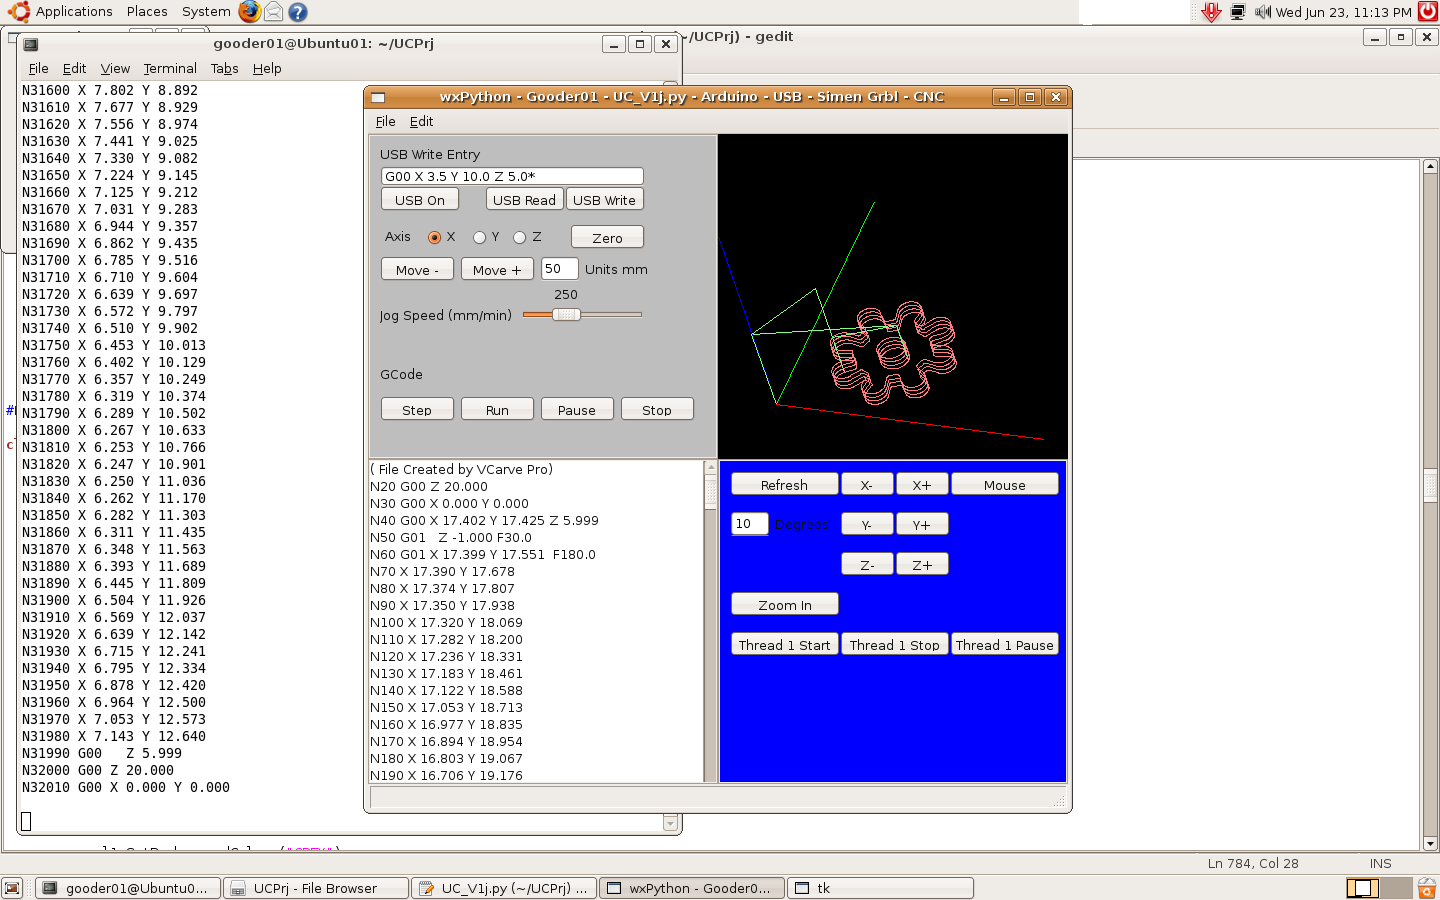 Applications Places System
Wed Jun 23, 11:13 PM
/UCPrj) - gedit
gooder01@Ubuntu01: ~/UCPrj
File Edit View Terminal Tabs Help
N31600 X 7.802 Y 8.892
N31610 X 7.677 Y 8.929
N31620 X 7.556 Y 8.974
N31630 X 7.441 Y 9.025
N31640 X 7.330 Y 9.082
N31650 X 7.224 Y 9.145
N31660 X 7.125 Y 9.212
N31670 X 7.031 Y 9.283
N31680 X 6.944 Y 9.357
N31690 X 6.862 Y 9.435
N31700 X 6.785 Y 9.516
N31710 X 6.710 Y 9.604
N31720 X 6.639 Y 9.697
N31730 X 6.572 Y 9.797
N31740 X 6.510 Y 9.902
N31750 X 6.453 Y 10.013
N31760 X 6.402 Y 10.129
N31770 X 6.357 Y 10.249
N31780 X 6.319 Y 10.374
N31790 X 6.289 Y 10.502
N31800 X 6.267 Y 10.633
N31810 X 6.253 Y 10.766
N31820 X 6.247 Y 10.901
N31830 X 6.250 Y 11.036
N31840 X 6.262 Y 11.170
N31850 X 6.282 Y 11.303
N31860 X 6.311 Y 11.435
N31870 X 6.348 Y 11.563
N31880 X 6.393 Y 11.689
N31890 X 6.445 Y 11.809
N31900 X 6.504 Y 11.926
N31910 X 6.569 Y 12.037
N31920 X 6.639 Y 12.142
N31930 X 6.715 Y 12.241
N31940 X 6.795 Y 12.334
N31950 X 6.878 Y 12.420
N31960 X 6.964 Y 12.500
N31970 X 7.053 Y 12.573
N31980 X 7.143 Y 12.640
N31990 G00   Z 5.999
N32000 G00 Z 20.000
N32010 G00 X 0.000 Y 0.000
wxPython - Gooder01 - UC_V1j.py - Arduino - USB - Simen Grbl - CNC
File Edit
USB Write Entry
G00 X 3.5 Y 10.0 Z 5.0*
USB On USB Read USB Write
Axis X Y Z Zero
Move - Move + 50 Units mm
250
Jog Speed (mm/min)
GCode
Step Run Pause Stop
( File Created by VCarve Pro)
N20 G00 Z 20.000
N30 G00 X 0.000 Y 0.000
N40 G00 X 17.402 Y 17.425 Z 5.999
N50 G01   Z -1.000 F30.0
N60 G01 X 17.399 Y 17.551  F180.0
N70 X 17.390 Y 17.678
N80 X 17.374 Y 17.807
N90 X 17.350 Y 17.938
N100 X 17.320 Y 18.069
N110 X 17.282 Y 18.200
N120 X 17.236 Y 18.331
N130 X 17.183 Y 18.461
N140 X 17.122 Y 18.588
N150 X 17.053 Y 18.713
N160 X 16.977 Y 18.835
N170 X 16.894 Y 18.954
N180 X 16.803 Y 19.067
N190 X 16.706 Y 19.176
Refresh X- X+ Mouse
10 Degrees Y- Y+
Z- Z+
Zoom In
Thread 1 Start Thread 1 Stop Thread 1 Pause
Ln 784, Col 28 INS
gooder01@Ubuntu0... UCPrj - File Browser UC_V1j.py (~/UCPrj) ... wxPython - Gooder0... tk